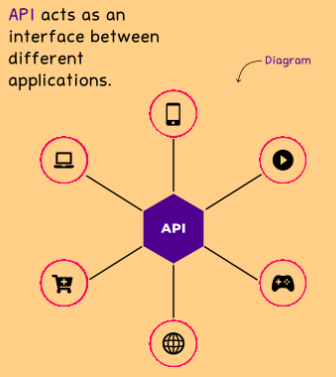 API acts as an
interface between
different
applications.
Diagram
API